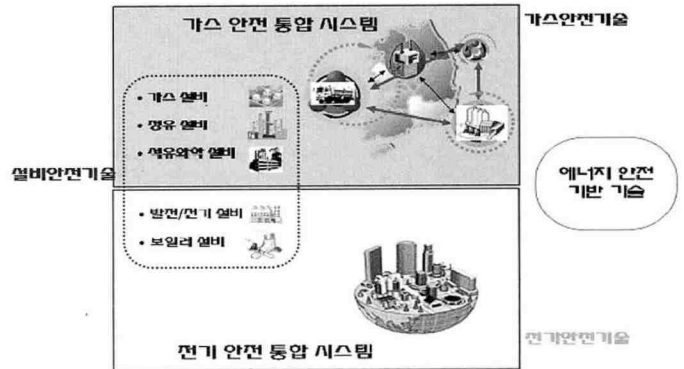 가스 안전 통합 시스템
가스안전기술
• 가스 설비
• 정유 설비
• 석유화학 설비
설비안전기술
에너지 안전
기반 기술
• 발전/전기 설비
• 보일러 설비
전기안전기술
전기 안전 통합 시스템